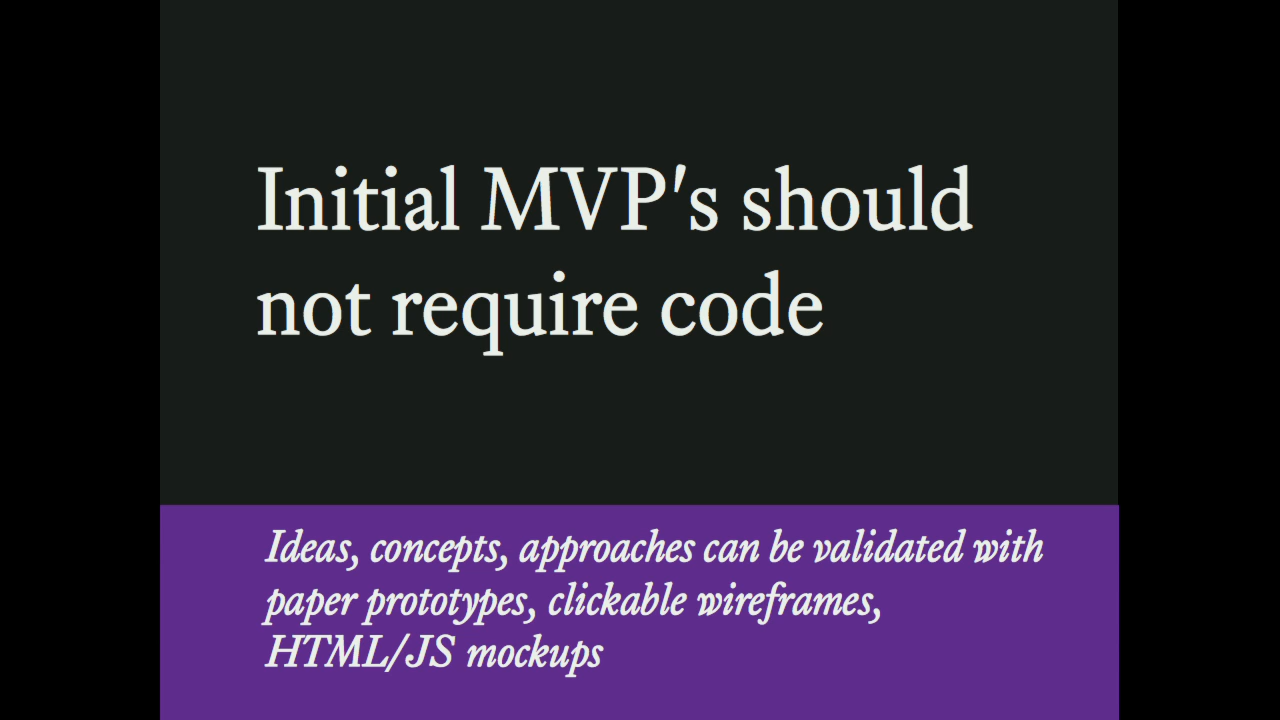 Initial MVP's should
not require code
Ideas, concepts, approaches can be validated with
paper prototypes, clickable wireframes,
HTML/JS mockups